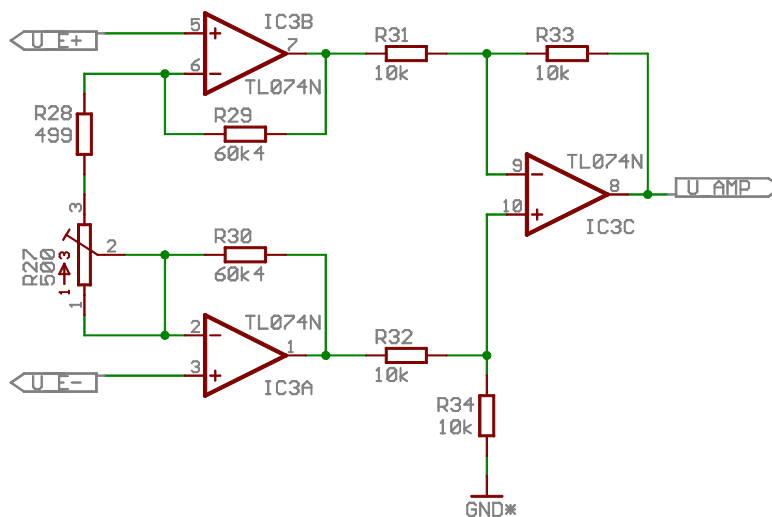 U E+
5
6
7
IC3B
TL074N
R28
499
R29
60k4
R31
10k
R33
10k
TL074N
9
10
8
IC3C
U AMP
3
2
1
R27
500
3
1
R30
60k4
TL074N
2
3
1
IC3A
U E-
R32
10k
R34
10k
GND*